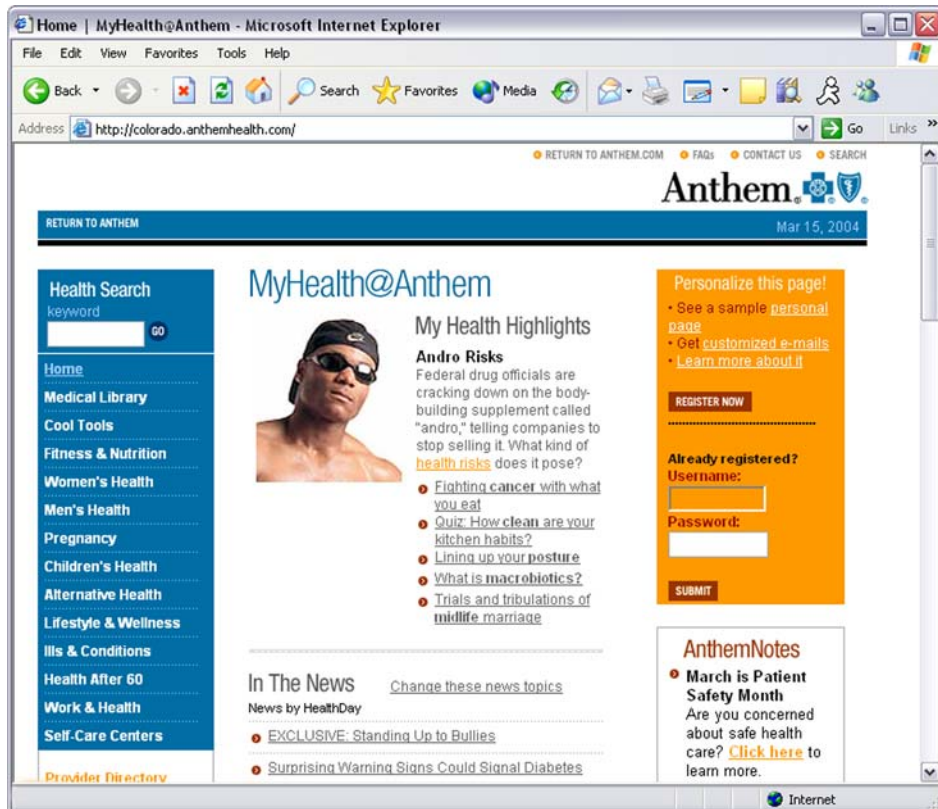 Home | MyHealth@Anthem - Microsoft Internet Explorer
File Edit View Favorites Tools Help
Back Search Favorites Media
Address http://colorado.anthemhealth.com/ Go Links »
RETURN TO ANTHEM.COM FAQs CONTACT US SEARCH
Anthem.
RETURN TO ANTHEM Mar 15, 2004
Health Search
keyword
GO
Home
Medical Library
Cool Tools
Fitness & Nutrition
Women's Health
Men's Health
Pregnancy
Children's Health
Alternative Health
Lifestyle & Wellness
Ills & Conditions
Health After 60
Work & Health
Self-Care Centers
Provider Directory
MyHealth@Anthem
My Health Highlights
Andro Risks
Federal drug officials are
cracking down on the body-
building supplement called
"andro," telling companies to
stop selling it. What kind of
health risks does it pose?
Fighting cancer with what
you eat
Quiz: How clean are your
kitchen habits?
Lining up your posture
What is macrobiotics?
Trials and tribulations of
midlife marriage
In The News Change these news topics
News by HealthDay
EXCLUSIVE: Standing Up to Bullies
Surprising Warning Signs Could Signal Diabetes
Personalize this page!
• See a sample personal
page
• Get customized e-mails
• Learn more about it
REGISTER NOW
Already registered?
Username:
Password:
SUBMIT
AnthemNotes
March is Patient
Safety Month
Are you concerned
about safe health
care? Click here to
learn more.
Internet